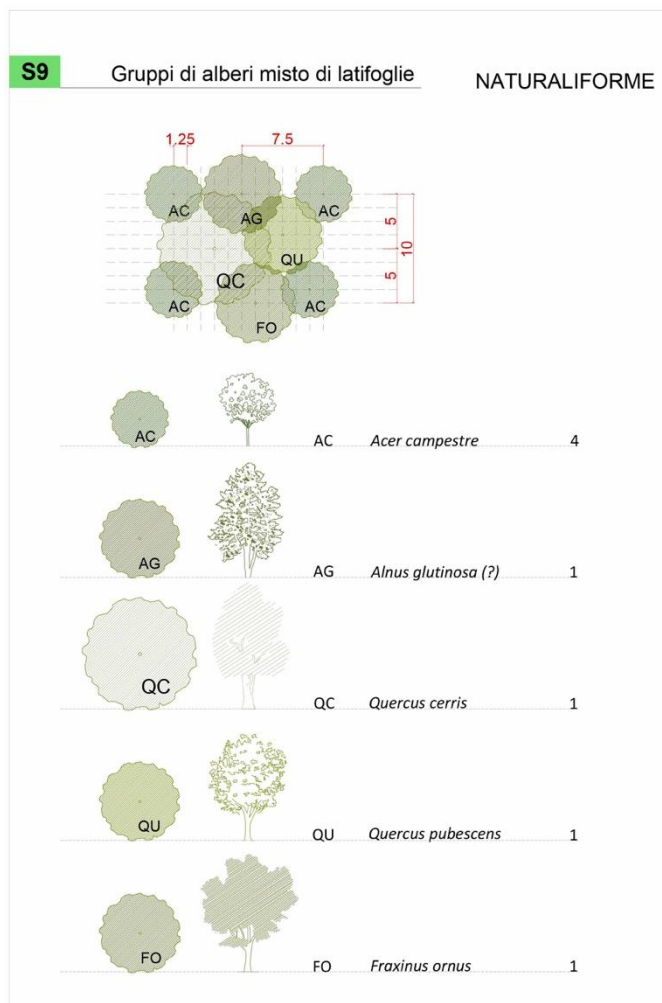 S9 Gruppi di alberi misto di latifoglie NATURALIFORME
1.25 7.5
AC AG AC
5
QU 10
QC 5
AC AC
FO
AC AC Acer campestre 4
AG AG Alnus glutinosa (?) 1
QC QC Quercus cerris 1
QU QU Quercus pubescens 1
FO FO Fraxinus ornus 1